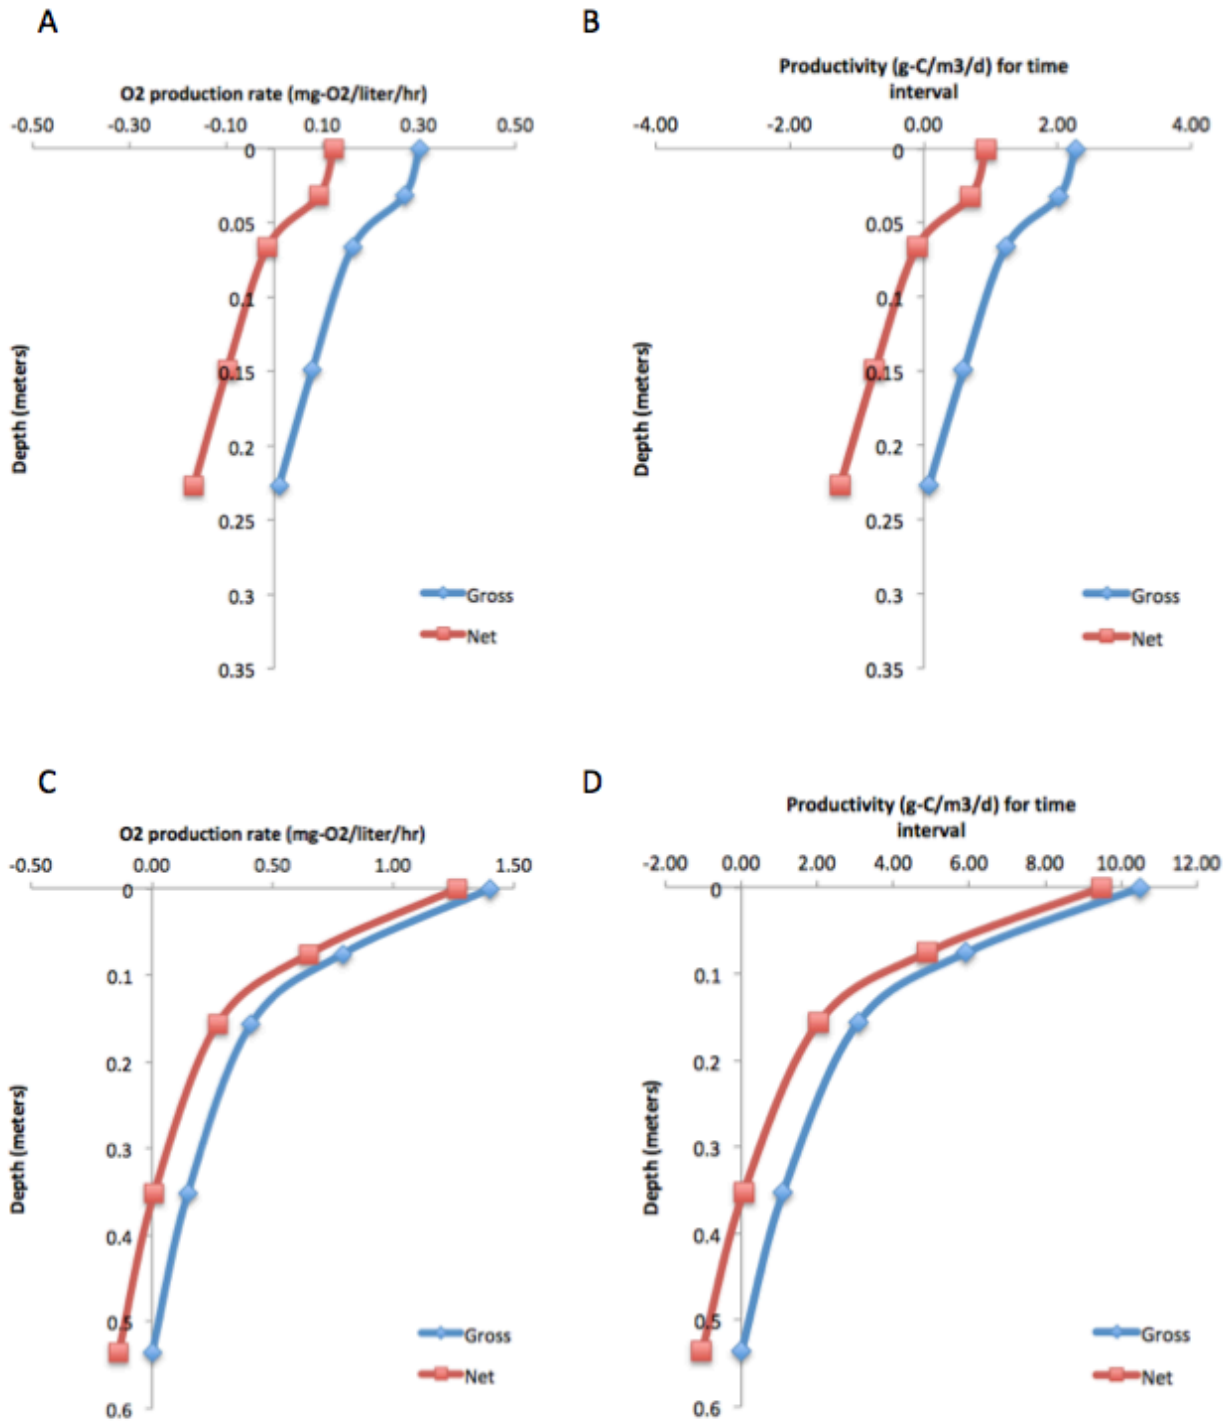 A
B
O2 production rate (mg-O2/liter/hr)
Productivity (g-C/m3/d) for time
interval
-0.50 -0.30 -0.10 0.10 0.30 0.50
-4.00 -2.00 0.00 2.00 4.00
0
0.05
0.1
0.15
0.2
0.25
0.3
0.35
Depth (meters)
Gross
Net
0
0.05
0.1
0.15
0.2
0.25
0.3
0.35
Depth (meters)
Gross
Net
C
D
O2 production rate (mg-O2/liter/hr)
Productivity (g-C/m3/d) for time
interval
-0.50 0.00 0.50 1.00 1.50
-2.00 0.00 2.00 4.00 6.00 8.00 10.00 12.00
0
0.1
0.2
0.3
0.4
0.5
0.6
Depth (meters)
Gross
Net
0
0.1
0.2
0.3
0.4
0.5
0.6
Depth (meters)
Gross
Net